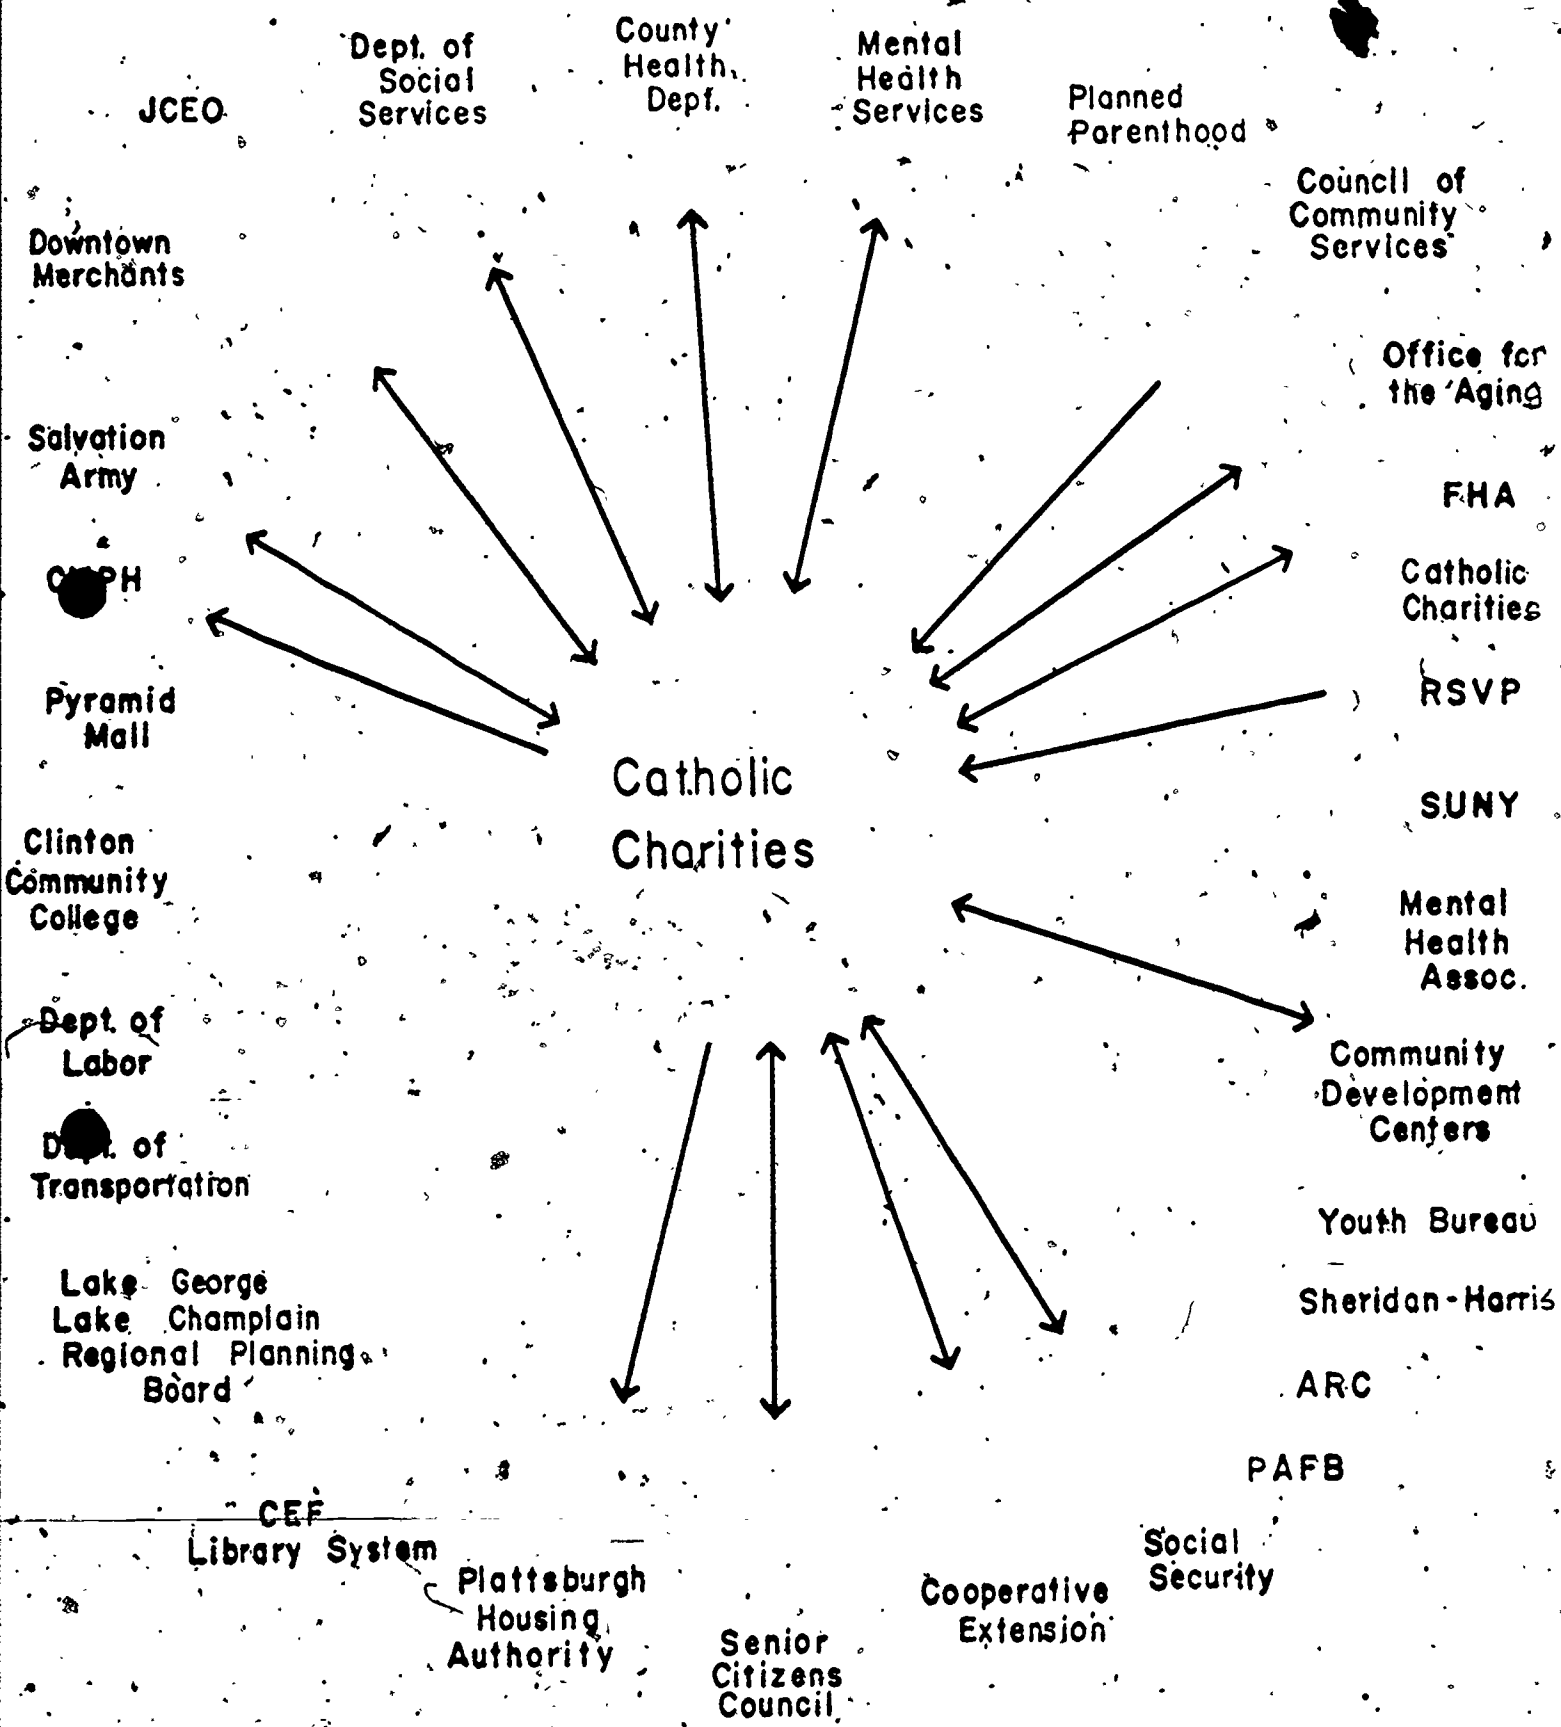 JCEO
Dept. of
Social
Services
County
Health
Dept.
Mental
Health
Services
Planned
Parenthood
Council of
Community
Services
Office for
the Aging
FHA
Catholic
Charities
RSVP
SUNY
Mental
Health
Assoc.
Community
Development
Centers
Youth Bureau
Sheridan-Harris
ARC
PAFB
Social
Security
Cooperative
Extension
Senior
Citizens
Council
Plattsburgh
Housing
Authority
CEF
Library System
Lake George
Lake Champlain
Regional Planning
Board
of
Transportation
Dept. of
Labor
Clinton
Community
College
Pyramid
Mall
Salvation
Army
Downtown
Merchants
Catholic
Charities